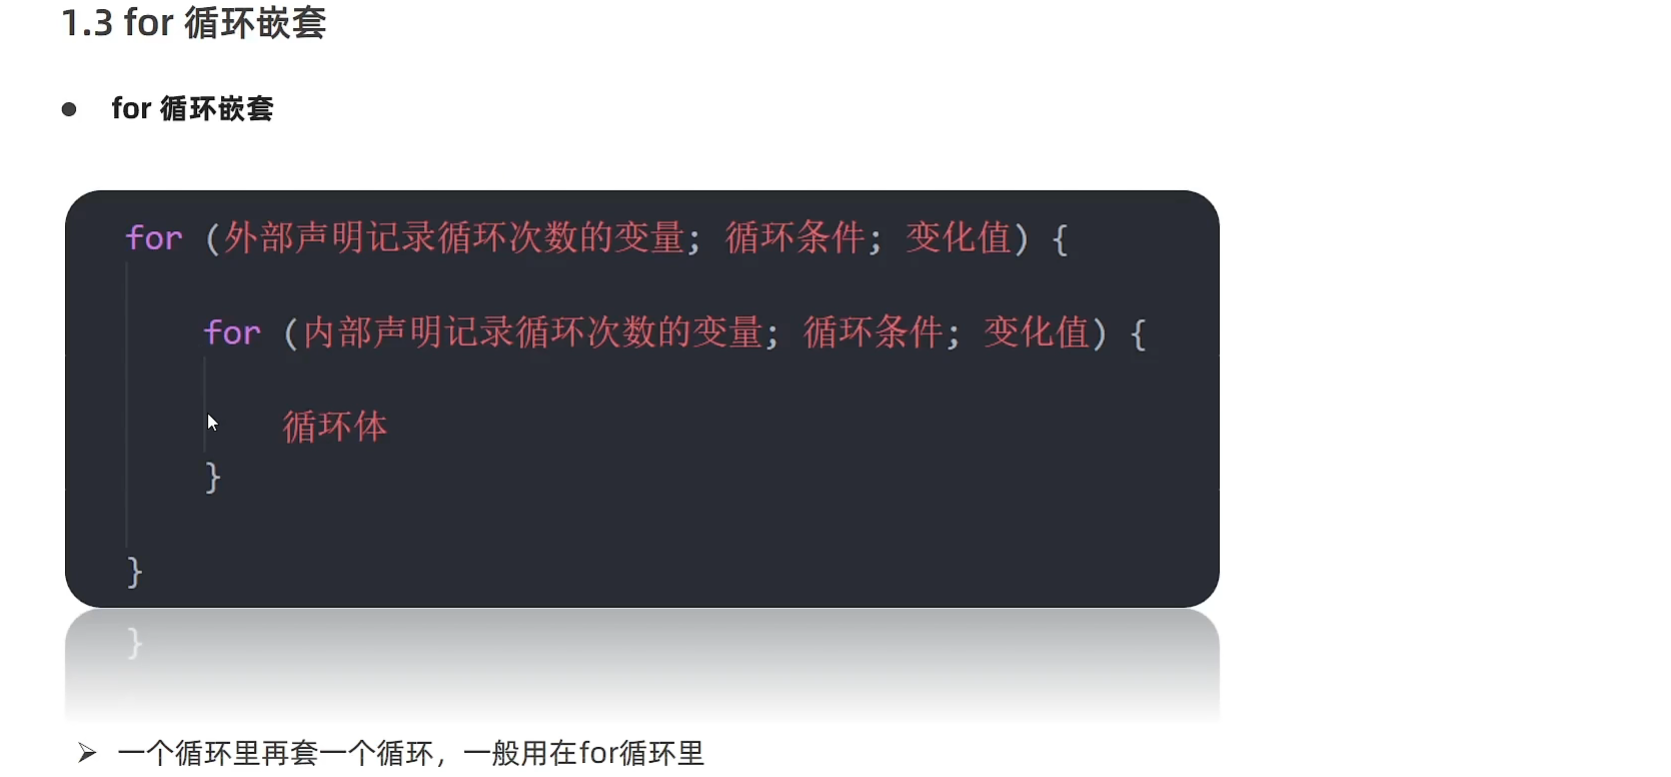 1.3 for 循环嵌套
● for 循环嵌套
for (外部声明记录循环次数的变量; 循环条件; 变化值) {
for (内部声明记录循环次数的变量; 循环条件; 变化值) {
循环体
}
}
}
➢ 一个循环里再套一个循环，一般用在for循环里